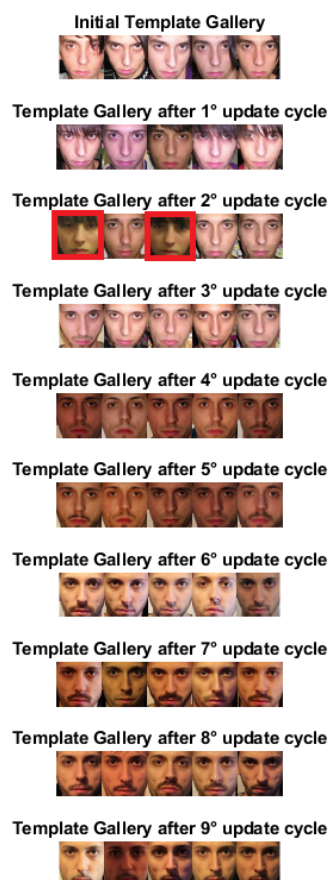 Initial Template Gallery
Template Gallery after 1° update cycle
Template Gallery after 2° update cycle
Template Gallery after 3° update cycle
Template Gallery after 4° update cycle
Template Gallery after 5° update cycle
Template Gallery after 6° update cycle
Template Gallery after 7° update cycle
Template Gallery after 8° update cycle
Template Gallery after 9° update cycle